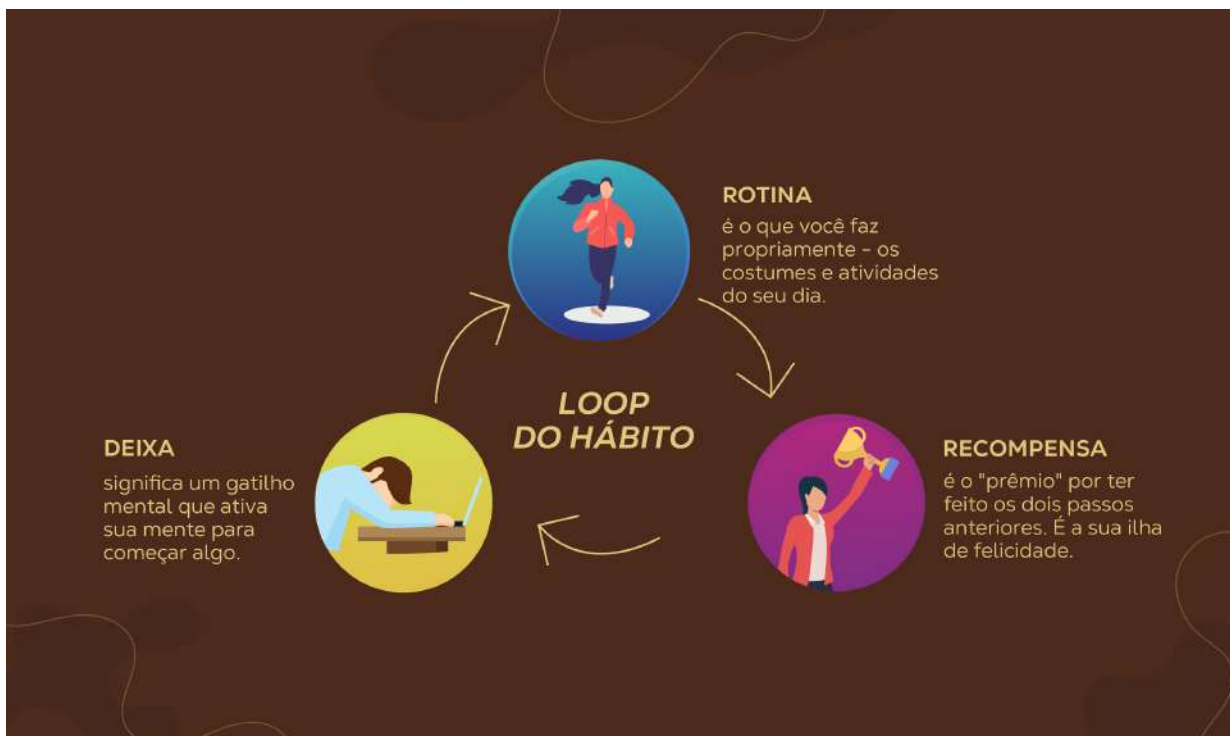 ROTINA
é o que você faz
propriamente - os
costumes e atividades
do seu dia.
LOOP
DO HÁBITO
DEIXA
significa um gatilho
mental que ativa
sua mente para
começar algo.
RECOMPENSA
é o "prêmio" por ter
feito os dois passos
anteriores. É a sua ilha
de felicidade.